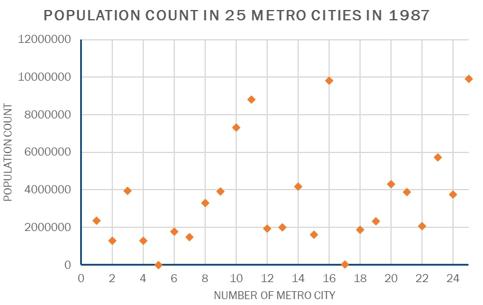 POPULATION COUNT IN 25 METRO CITIES IN 1987
12000000
10000000
8000000
6000000
4000000
2000000
0
POPULATION COUNT
0 2 4 6 8 10 12 14 16 18 20 22 24
NUMBER OF METRO CITY